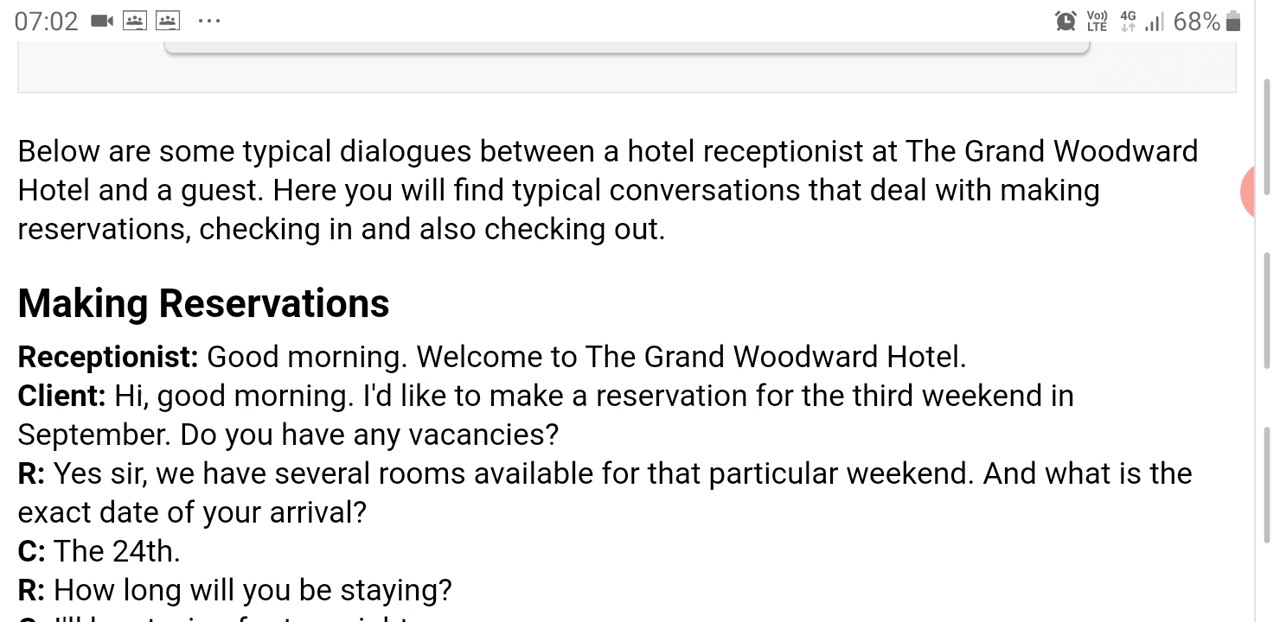 07:02 ... Vo)) LTE 4G 68%
Below are some typical dialogues between a hotel receptionist at The Grand Woodward
Hotel and a guest. Here you will find typical conversations that deal with making
reservations, checking in and also checking out.
Making Reservations
Receptionist: Good morning. Welcome to The Grand Woodward Hotel.
Client: Hi, good morning. I'd like to make a reservation for the third weekend in
September. Do you have any vacancies?
R: Yes sir, we have several rooms available for that particular weekend. And what is the
exact date of your arrival?
C: The 24th.
R: How long will you be staying?